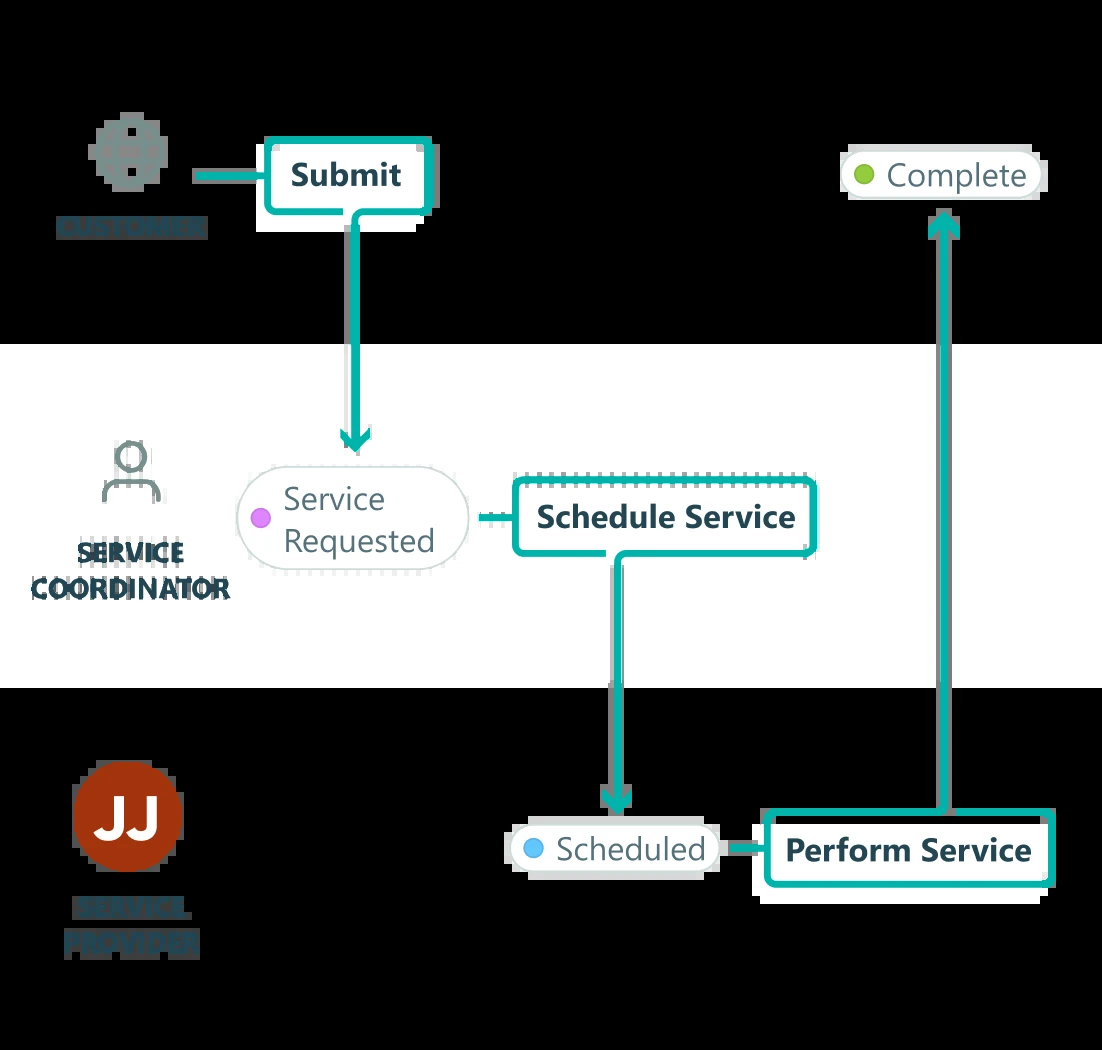 Submit
Complete
CUSTOMER
Service
Requested
Schedule Service
SERVICE
COORDINATOR
JJ
Scheduled
Perform Service
SERVICE
PROVIDER